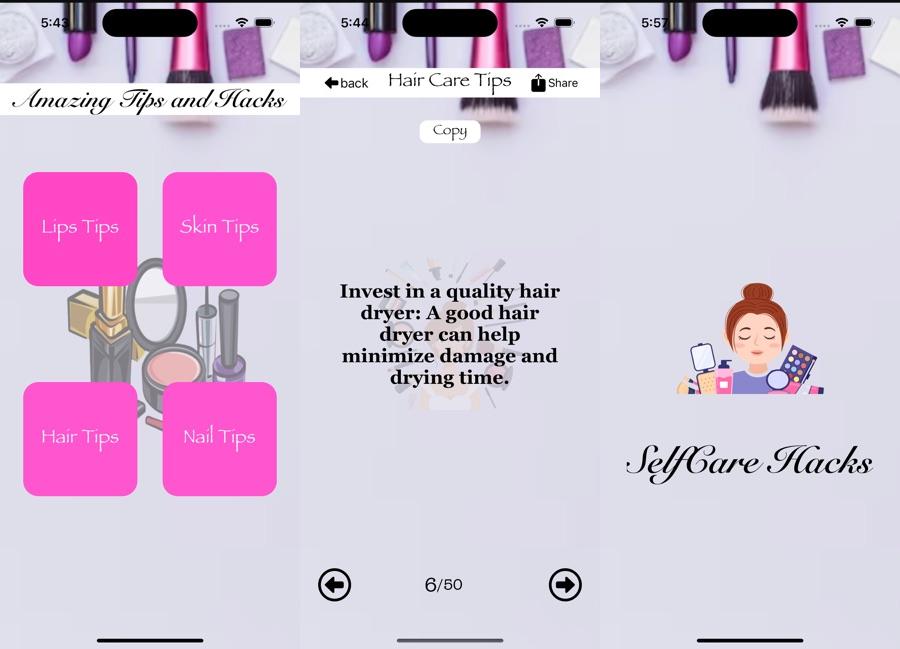 5:43
Amazing Tips and Hacks
Lips Tips
Skin Tips
Hair Tips
Nail Tips
5:44
back
Hair Care Tips
Share
Copy
Invest in a quality hair
dryer: A good hair
dryer can help
minimize damage and
drying time.
6/50
5:57
SelfCare Hacks